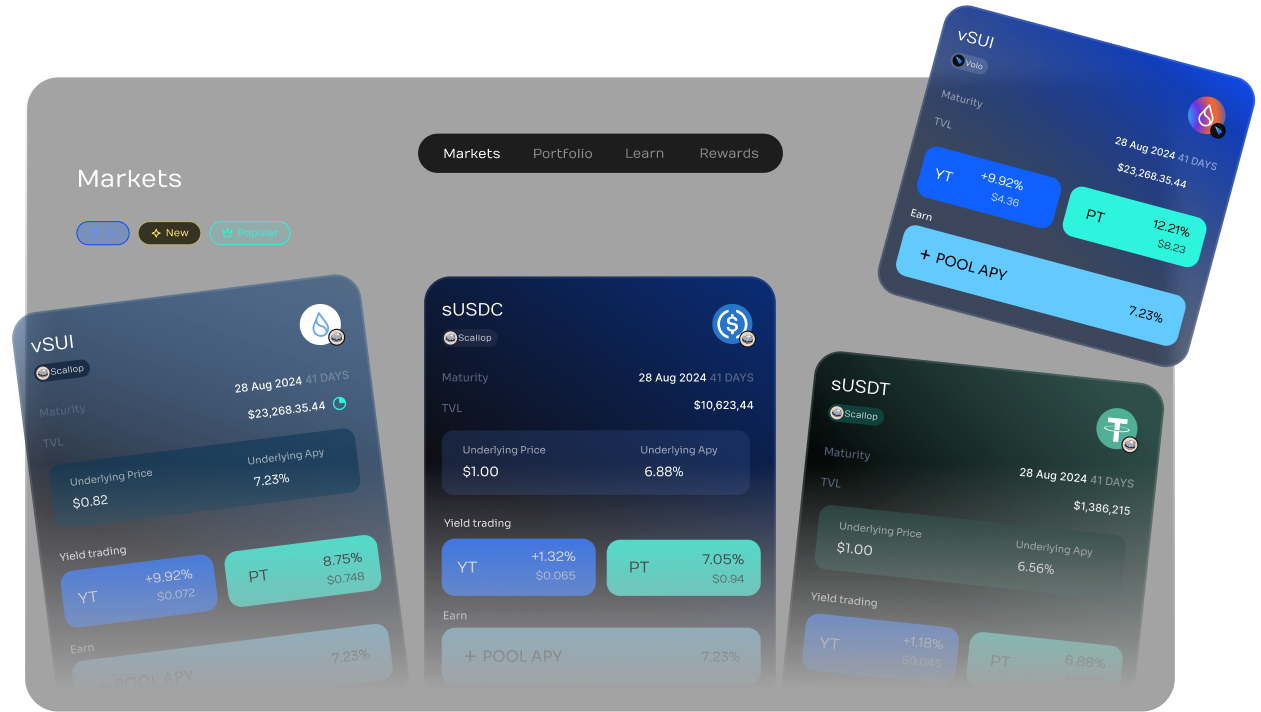 Markets Portfolio Learn Rewards
Markets
New
Popular
vSUI
Scallop
Maturity
28 Aug 2024 41 DAYS
TVL
$23,268.35.44
Underlying Price
Underlying Apy
$0.82
7.23%
Yield trading
YT
+9.92%
$0.072
PT
8.75%
$0.748
Earn
+ POOL APY
7.23%
sUSDC
Scallop
Maturity
28 Aug 2024 41 DAYS
TVL
$10,623,44
Underlying Price
Underlying Apy
$1.00
6.88%
Yield trading
YT
+1.32%
$0.065
PT
7.05%
$0.94
Earn
+ POOL APY
7.23%
vSUI
Volo
Maturity
28 Aug 2024 41 DAYS
TVL
$23,268.35.44
YT
+9.92%
$4.36
PT
12.21%
$8.23
Earn
+ POOL APY
7.23%
sUSDT
Scallop
Maturity
28 Aug 2024 41 DAYS
TVL
$1,386,215
Underlying Price
Underlying Apy
$1.00
6.56%
Yield trading
YT
+1.18%
$0.045
PT
6.88%